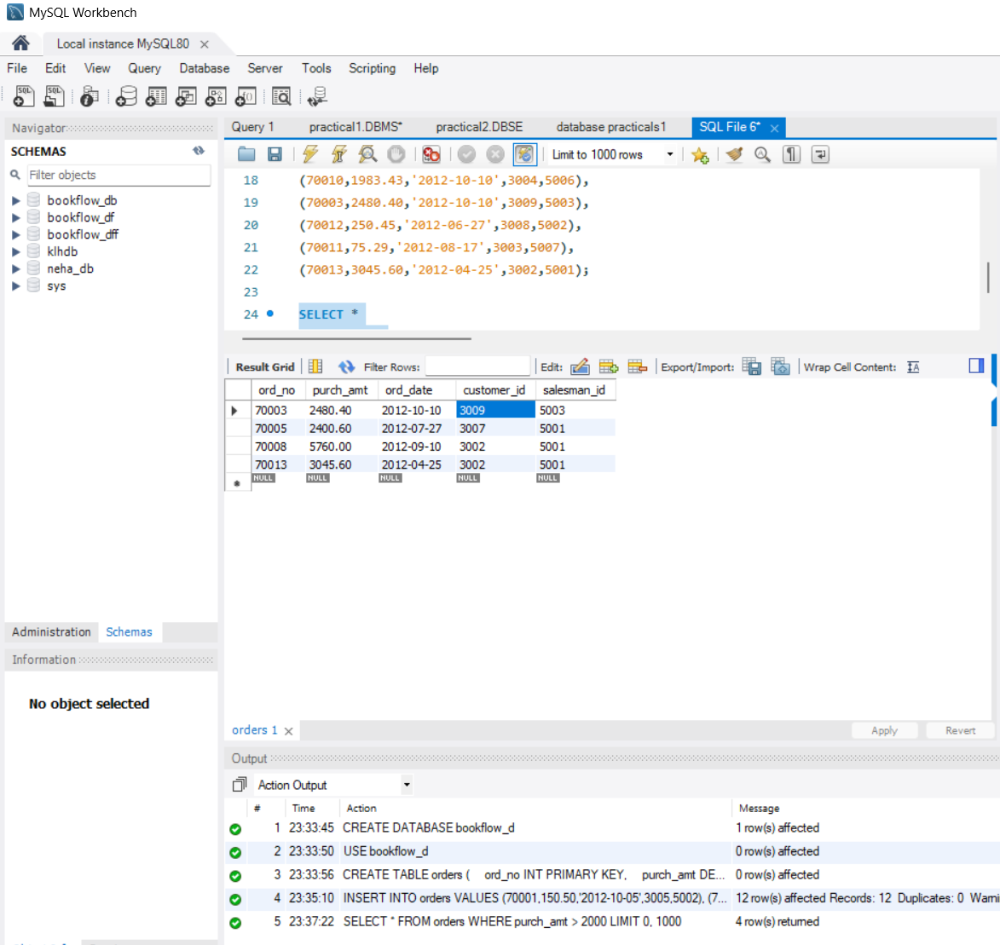 MySQL Workbench
Local instance MySQL80
File Edit View Query Database Server Tools Scripting Help
SQL SQL
Navigator
SCHEMAS
Filter objects
bookflow_db
bookflow_df
bookflow_dff
klhdb
neha_db
sys
Administration Schemas
Information
No object selected
Query 1 practical1.DBMS* practical2.DBSE database practicals1 SQL File 6*
Limit to 1000 rows
18 (70010,1983.43,'2012-10-10',3004,5006),
19 (70003,2480.40,'2012-10-10',3009,5003),
20 (70012,250.45,'2012-06-27',3008,5002),
21 (70011,75.29,'2012-08-17',3003,5007),
22 (70013,3045.60,'2012-04-25',3002,5001);
23
24 SELECT *
Result Grid Filter Rows: Edit: Export/Import: Wrap Cell Content:
ord_no purch_amt ord_date customer_id salesman_id
70003 2480.40 2012-10-10 3009 5003
70005 2400.60 2012-07-27 3007 5001
70008 5760.00 2012-09-10 3002 5001
70013 3045.60 2012-04-25 3002 5001
NULL NULL NULL NULL NULL
orders 1
Apply Revert
Output
Action Output
# Time Action Message
1 23:33:45 CREATE DATABASE bookflow_d 1 row(s) affected
2 23:33:50 USE bookflow_d 0 row(s) affected
3 23:33:56 CREATE TABLE orders ( ord_no INT PRIMARY KEY, purch_amt DE... 0 row(s) affected
4 23:35:10 INSERT INTO orders VALUES (70001,150.50,'2012-10-05',3005,5002), (7... 12 row(s) affected Records: 12 Duplicates: 0 Warni
5 23:37:22 SELECT * FROM orders WHERE purch_amt > 2000 LIMIT 0, 1000 4 row(s) returned